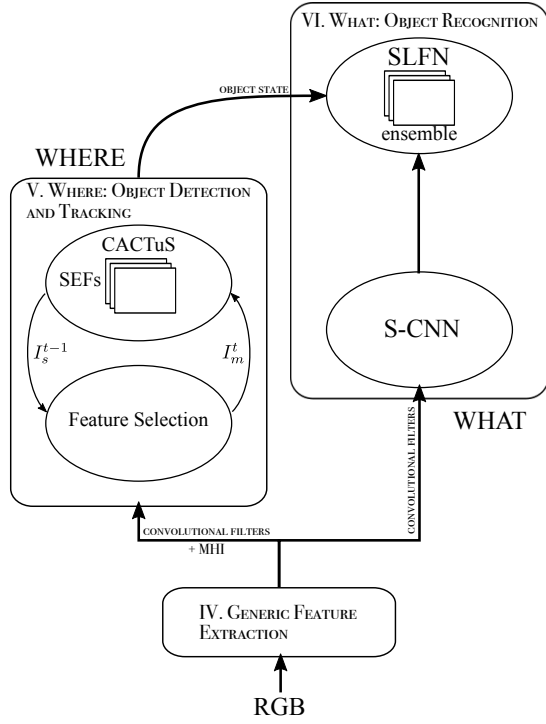 VI. What: Object Recognition
SLFN
ensemble
Object State
WHERE
V. Where: Object Detection
and Tracking
CACTuS
SEFs
I_s^{t-1}
I_m^t
Feature Selection
S-CNN
WHAT
convolutional filters
convolutional filters
+ MHI
IV. Generic Feature
Extraction
RGB